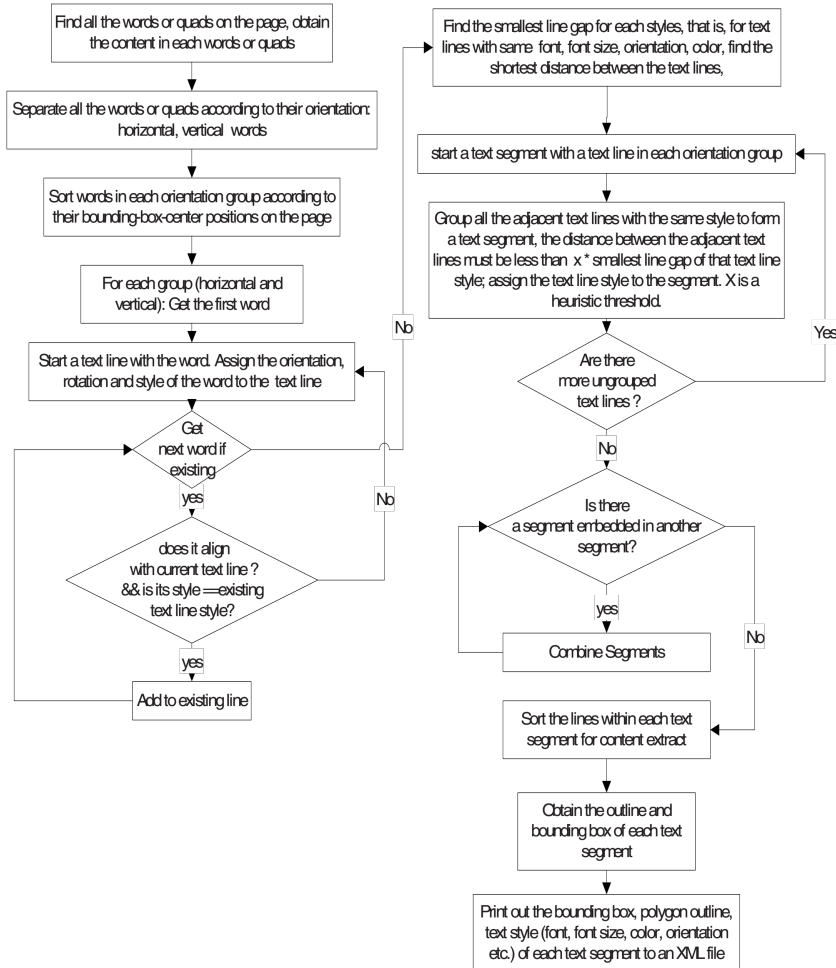 Find all the words or quads on the page, obtain
the content in each words or quads
Separate all the words or quads according to their orientation:
horizontal, vertical words
Sort words in each orientation group according to
their bounding-box-center positions on the page
For each group (horizontal and
vertical): Get the first word
Start a text line with the word. Assign the orientation,
rotation and style of the word to the text line
Get
next word if
existing
yes
No
does it align
with current text line ?
&& is its style ==existing
text line style?
No
yes
Add to existing line
Find the smallest line gap for each styles, that is, for text
lines with same font, font size, orientation, color, find the
shortest distance between the text lines,
start a text segment with a text line in each orientation group
Group all the adjacent text lines with the same style to form
a text segment, the distance between the adjacent text
lines must be less than x * smallest line gap of that text line
style; assign the text line style to the segment. X is a
heuristic threshold.
Yes
Are there
more ungrouped
text lines ?
No
Is there
a segment embedded in another
segment?
yes
No
Combine Segments
Sort the lines within each text
segment for content extract
Obtain the outline and
bounding box of each text
segment
Print out the bounding box, polygon outline,
text style (font, font size, color, orientation
etc.) of each text segment to an XML file